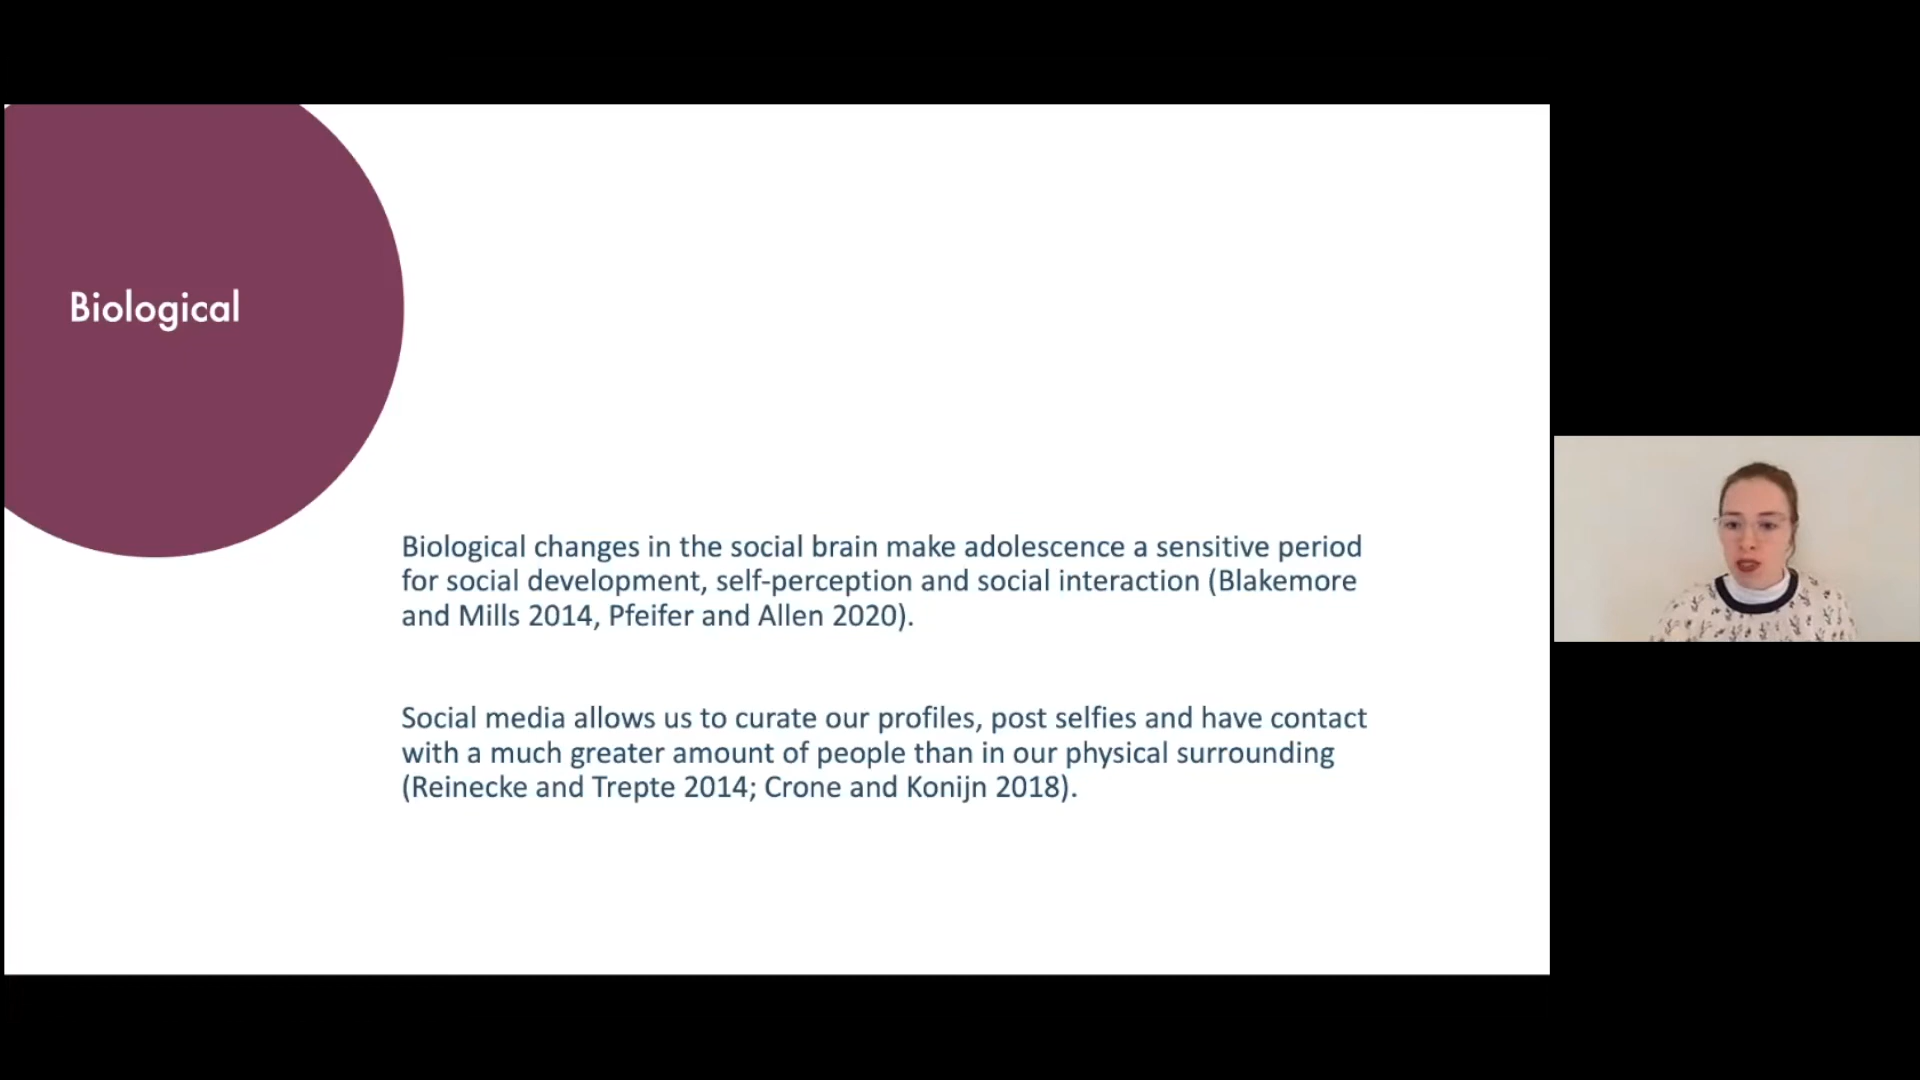 Biological
Biological changes in the social brain make adolescence a sensitive period
for social development, self-perception and social interaction (Blakemore
and Mills 2014, Pfeifer and Allen 2020).
Social media allows us to curate our profiles, post selfies and have contact
with a much greater amount of people than in our physical surrounding
(Reinecke and Trepte 2014; Crone and Konijn 2018).